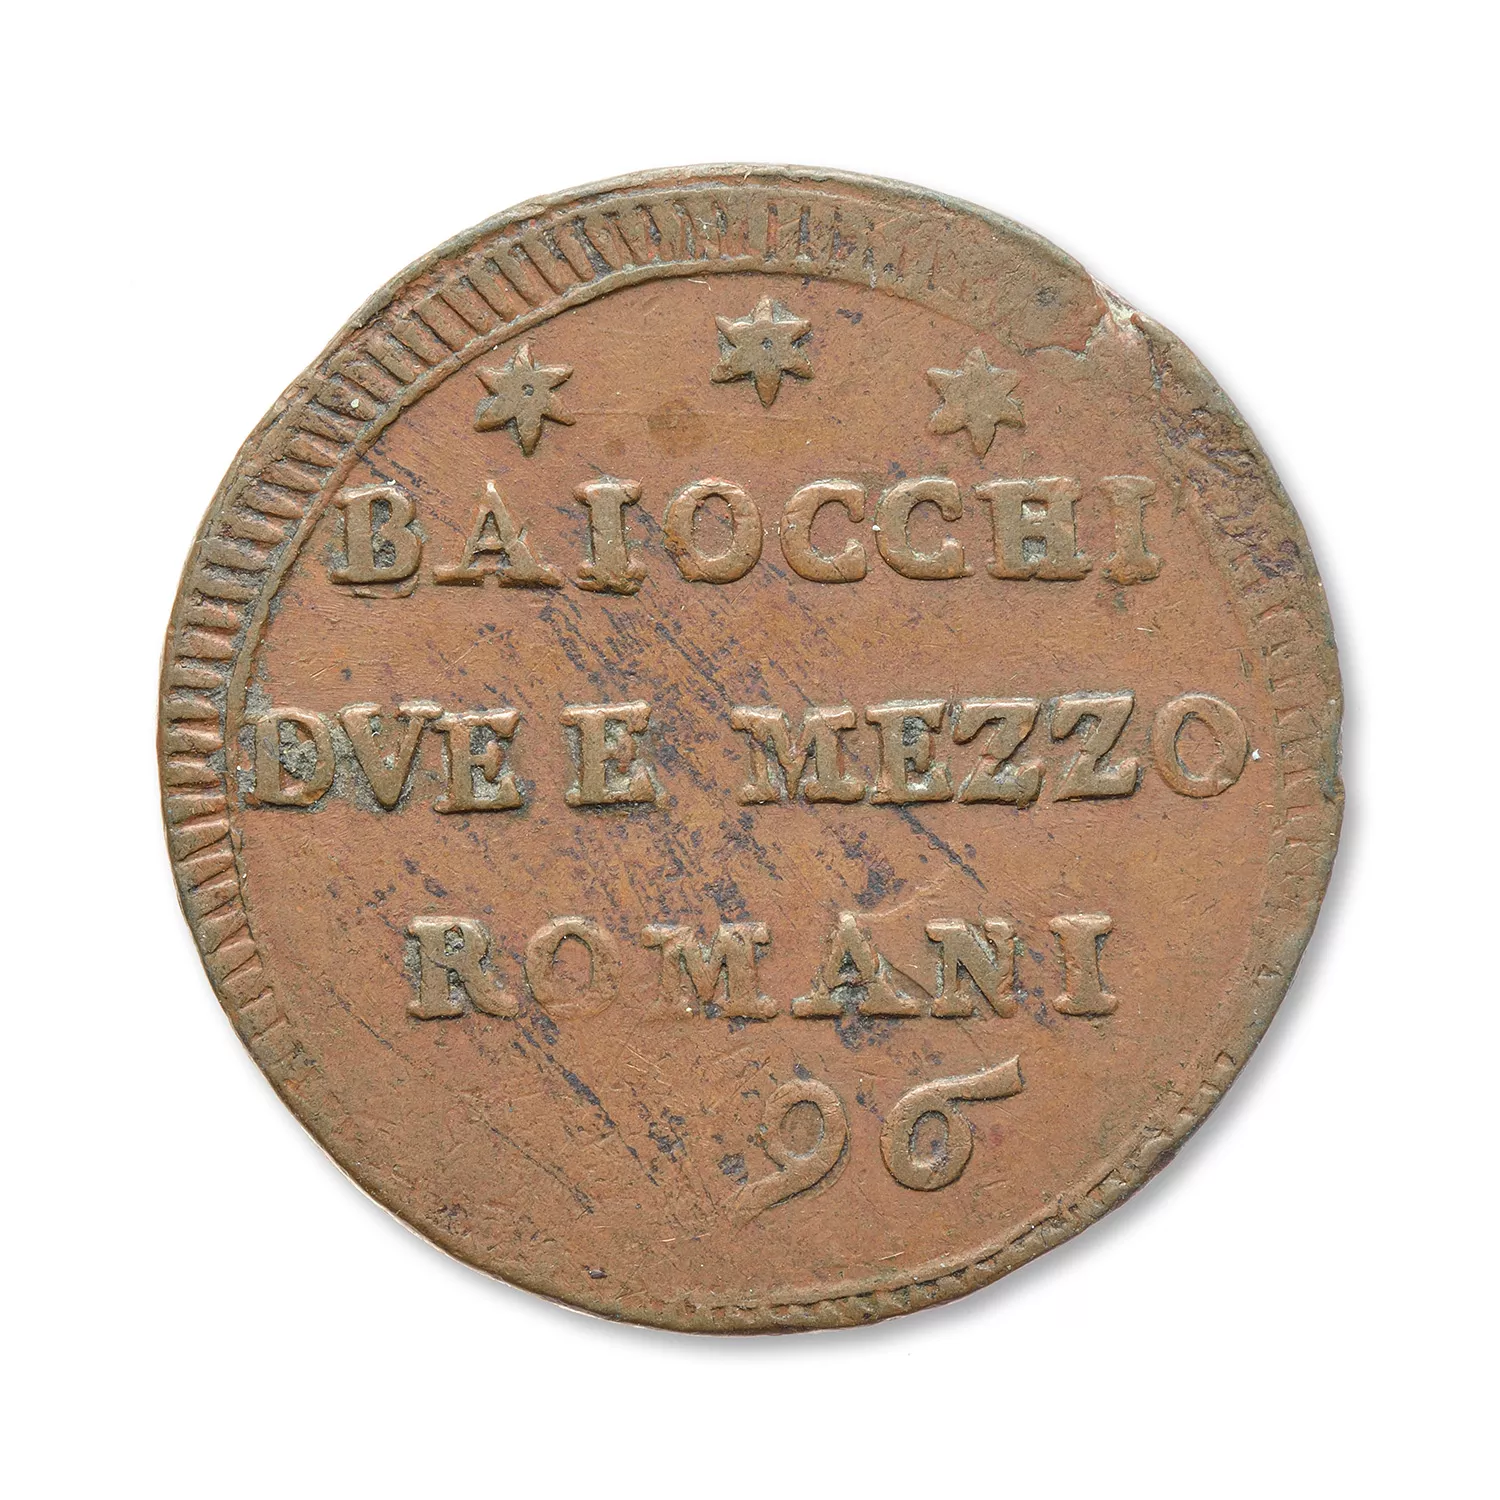 BAIOCCHI
DVE E MEZZO
ROMANI
96